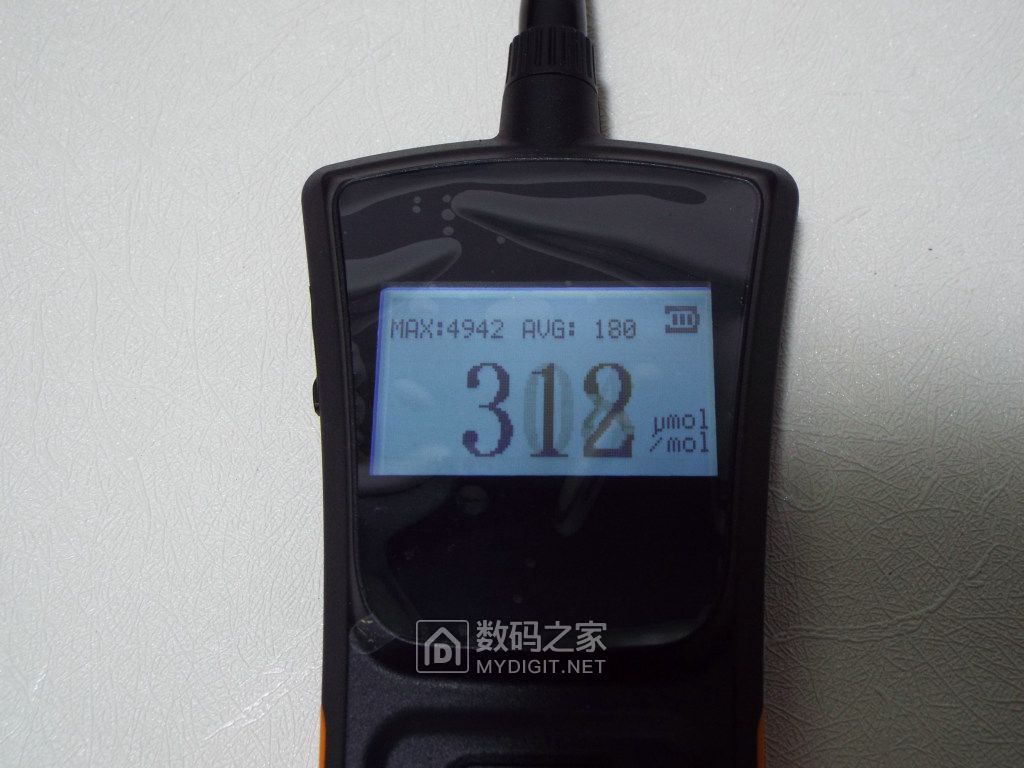 MAX:4942 AVG: 180
312
μmol
/mol
数码之家
MYDIGIT.NET